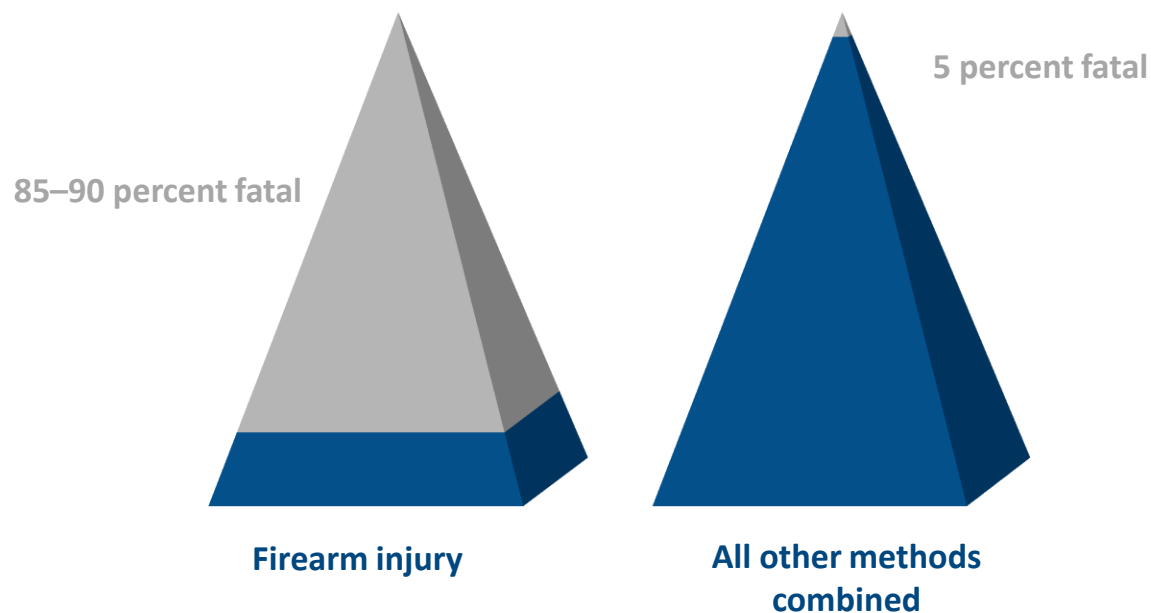 5 percent fatal
85–90 percent fatal
Firearm injury
All other methods
combined